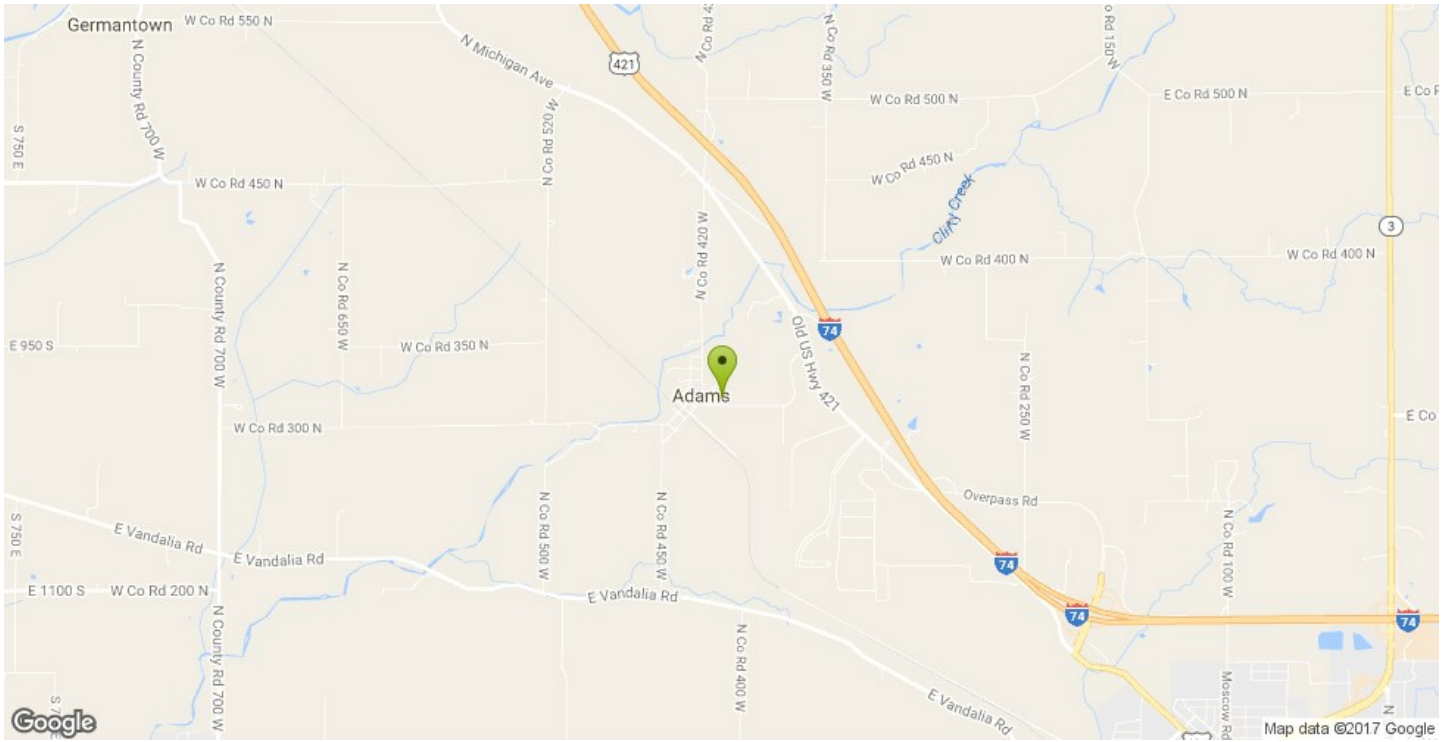 Germantown
W Co Rd 550 N
N County Rd 700 W
N Michigan Ave
421
N Co Rd 350 W
W Co Rd 500 N
E Co Rd 500 N
S 750 E
N Co Rd 520 W
W Co Rd 450 N
W Co Rd 450 N
Clifty Creek
3
N Co Rd 420 W
W Co Rd 400 N
W Co Rd 400 N
N County Rd 700 W
N Co Rd 650 W
E 950 S
W Co Rd 350 N
74
Old US Hwy 421
N Co Rd 250 W
Adams
W Co Rd 300 N
E Co
Overpass Rd
S 750 E
E Vandalia Rd
E Vandalia Rd
N Co Rd 500 W
N Co Rd 450 W
N Co Rd 100 W
74
E 1100 S
W Co Rd 200 N
E Vandalia Rd
74
74
N County Rd 700 W
N Co Rd 400 W
E Vandalia Rd
Moscow Rd
N
Google
Map data ©2017 Google